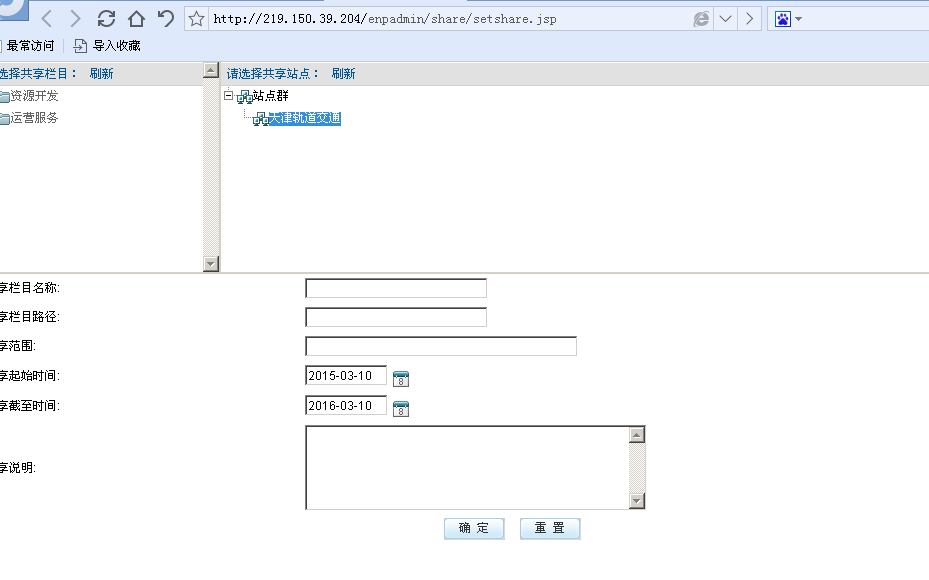 http://219.150.39.204/enpadmin/share/setshare.jsp
最常访问 导入收藏
选择共享栏目： 刷新
请选择共享站点： 刷新
资源开发
运营服务
站点群
天津轨道交通
享栏目名称:
享栏目路径:
享范围:
享起始时间: 2015-03-10 8
享截至时间: 2016-03-10 8
享说明:
确 定 重 置